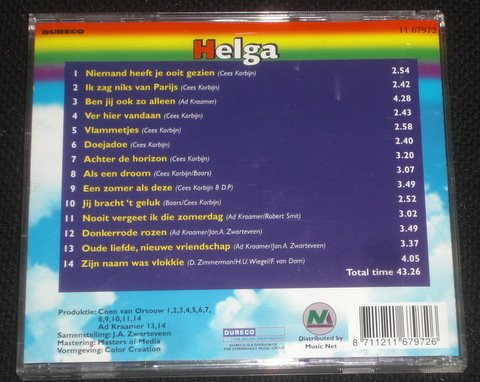 DURECO 11 67972
Helga
1 Niemand heeft je ooit gezien (Cees Korbijn) 2.54
2 Ik zag niks van Parijs (Cees Korbijn) 2.42
3 Ben jij ook zo alleen (Ad Kraamer) 4.28
4 Ver hier vandaan (Cees Korbijn) 2.43
5 Vlammetjes (Cees Korbijn) 2.58
6 Doejadoe (Cees Korbijn) 2.40
7 Achter de horizon (Cees Korbijn) 3.20
8 Als een droom (Cees Korbijn/Baars) 3.07
9 Een zomer als deze (Cees Korbijn 8 D.P) 3.49
10 Jij bracht 't geluk (Baars/Cees Korbijn) 2.52
11 Nooit vergeet ik die zomerdag (Ad Kraamer/Robert Smit) 3.02
12 Donkerrode rozen (Ad Kraamer/Jan.A. Zwarteveen) 3.49
13 Oude liefde, nieuwe vriendschap (Ad Kraamer/Jan.A. Zwarteveen) 3.37
14 Zijn naam was vlokkie (D. Zimmerman/H.U.Wiegel/F. van Dam) 4.05
Total time 43.26
Produktie: Coen van Orsouw 1,2,3,4,5,6,7,
8,9,10,11,14
Ad Kraamer 13,14
Samenstelling: J.A. Zwarteveen
Mastering: Masters of Media
Vormgeving: Color Creation
DURECO
DURECO IS A DIVISION OF
THE STRENGHOLT MUSIC GROUP
N
Distributed by
Music Net
8 711211 679726